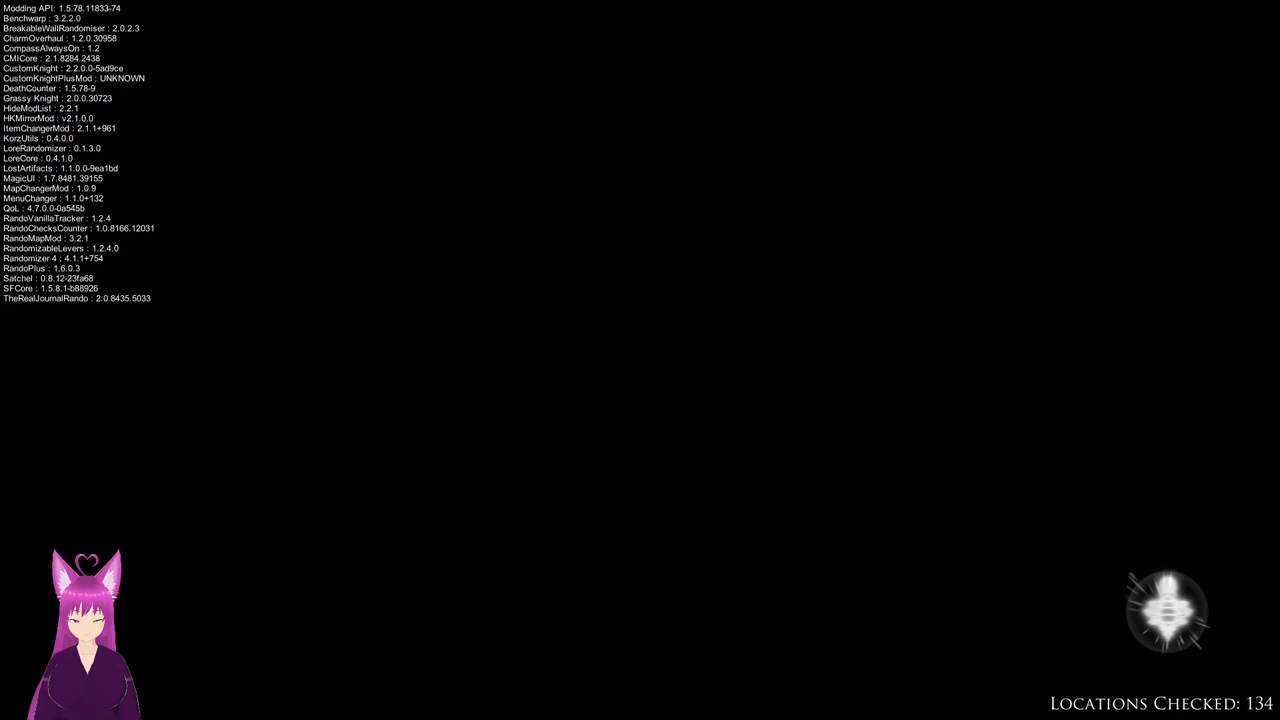 Modding API: 1.5.78.11833-74
Benchwarp : 3.2.2.0
BreakableWallRandomiser : 2.0.2.3
CharmOverhaul : 1.2.0.30958
CompassAlwaysOn : 1.2
CMICore : 2.1.8284.2438
CustomKnight : 2.2.0.0-5ad9ce
CustomKnightPlusMod : UNKNOWN
DeathCounter : 1.5.78-9
Grassy Knight : 2.0.0.30723
HideModList : 2.2.1
HKMirrorMod : v2.1.0.0
ItemChangerMod : 2.1.1+961
KorzUtils : 0.4.0.0
LoreRandomizer : 0.1.3.0
LoreCore : 0.4.1.0
LostArtifacts : 1.1.0.0-9ea1bd
MagicUI : 1.7.8481.39155
MapChangerMod : 1.0.9
MenuChanger : 1.1.0+132
QoL : 4.7.0.0-0a545b
RandoVanillaTracker : 1.2.4
RandoChecksCounter : 1.0.8166.12031
RandoMapMod : 3.2.1
RandomizableLevers : 1.2.4.0
Randomizer 4 : 4.1.1+754
RandoPlus : 1.6.0.3
Satchel : 0.8.12-23fa68
SFCore : 1.5.8.1-b88926
TheRealJournalRando : 2.0.8435.5033
Locations Checked: 134